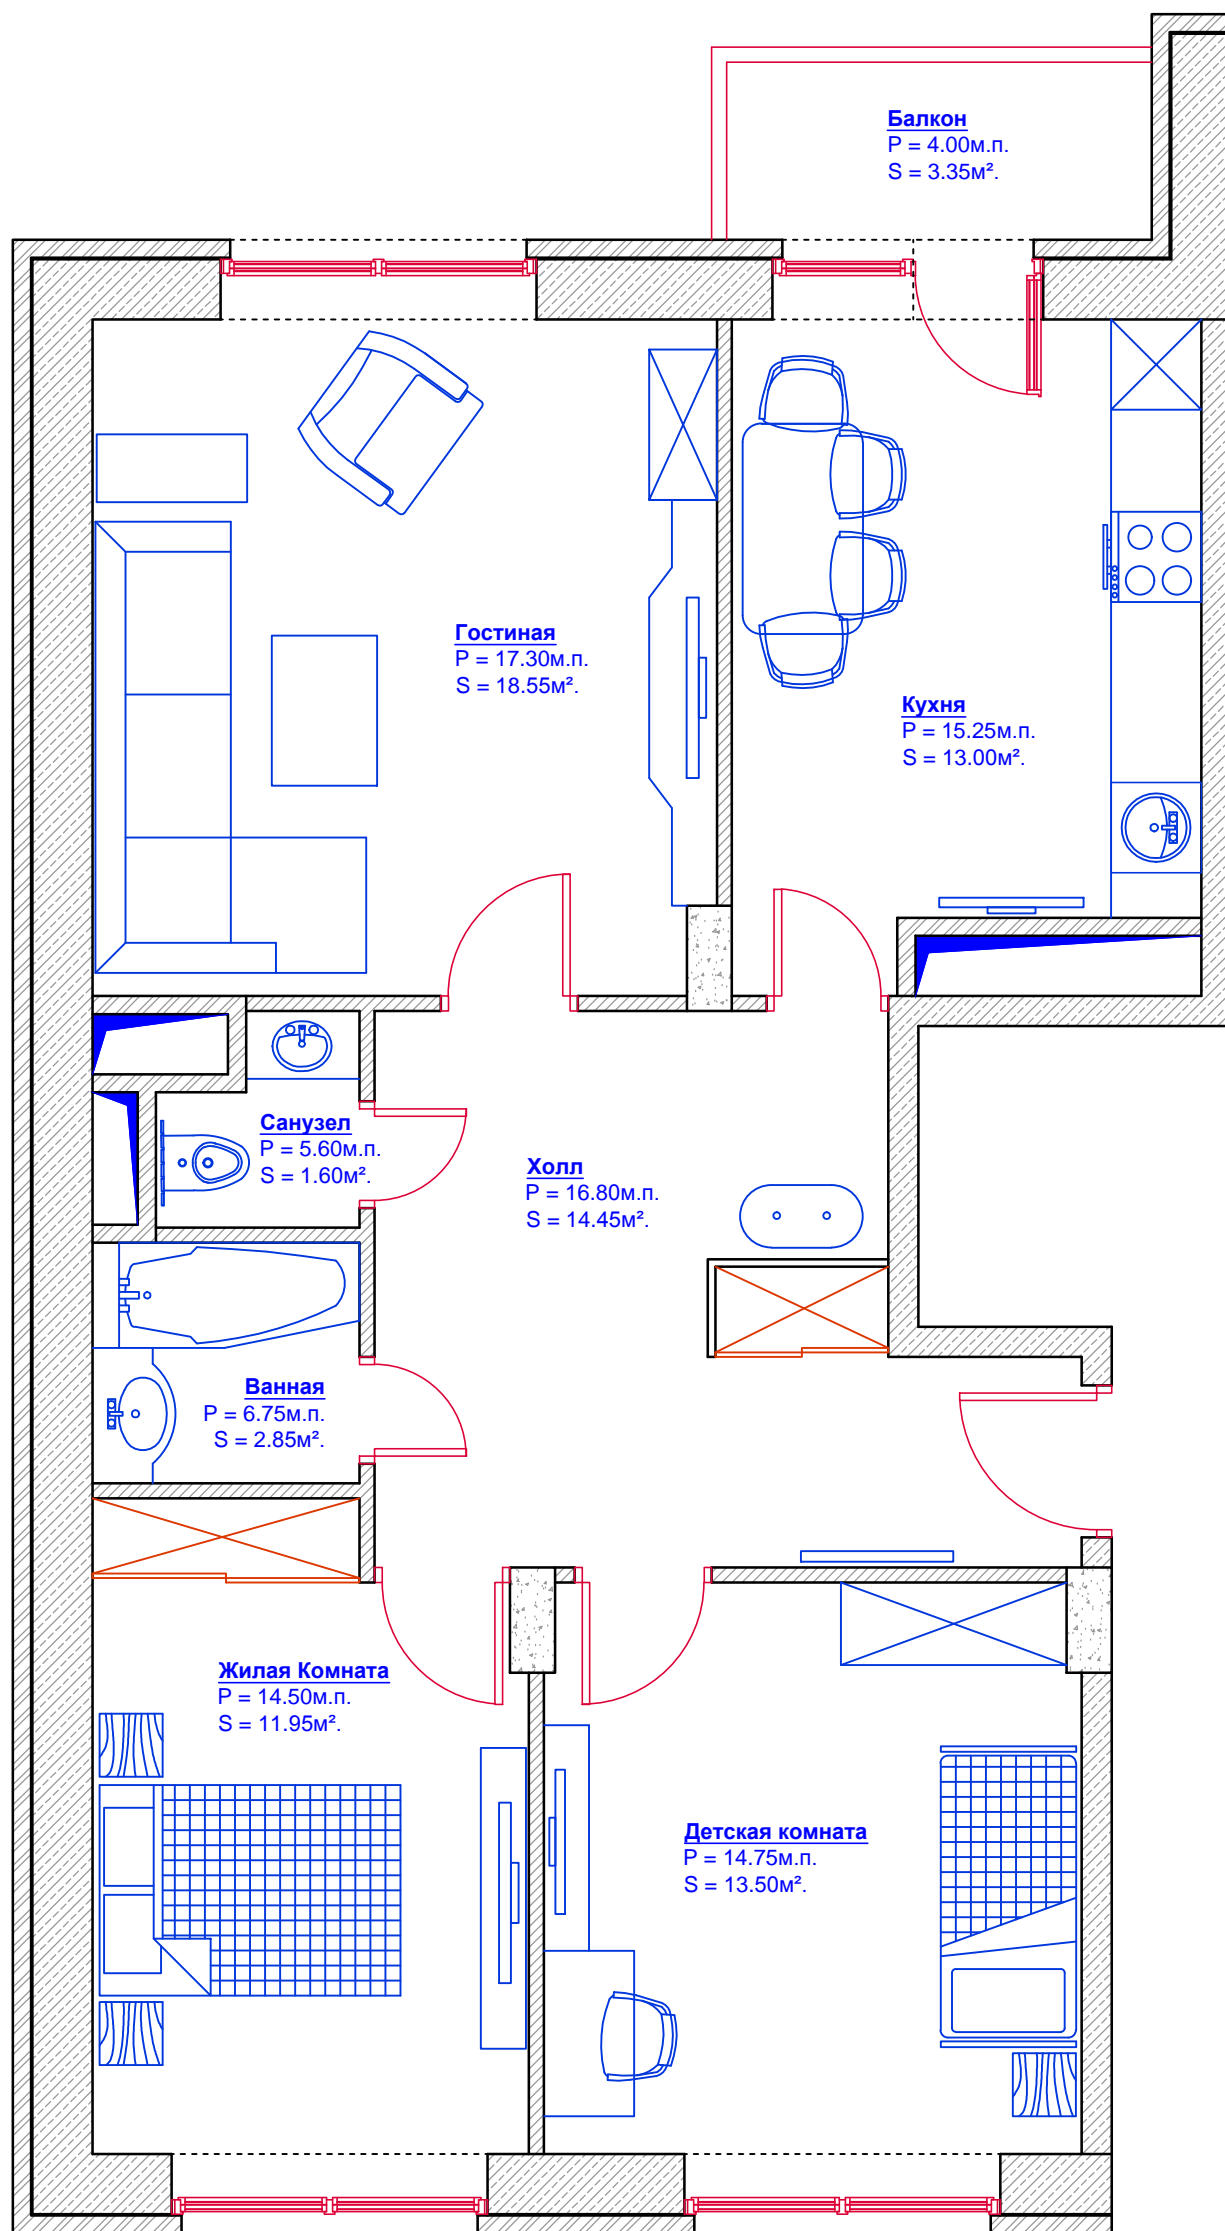 Балкон
P = 4.00м.п.
S = 3.35м².
Гостиная
P = 17.30м.п.
S = 18.55м².
Кухня
P = 15.25м.п.
S = 13.00м².
Санузел
P = 5.60м.п.
S = 1.60м².
Холл
P = 16.80м.п.
S = 14.45м².
Ванная
P = 6.75м.п.
S = 2.85м².
Жилая Комната
P = 14.50м.п.
S = 11.95м².
Детская комната
P = 14.75м.п.
S = 13.50м².